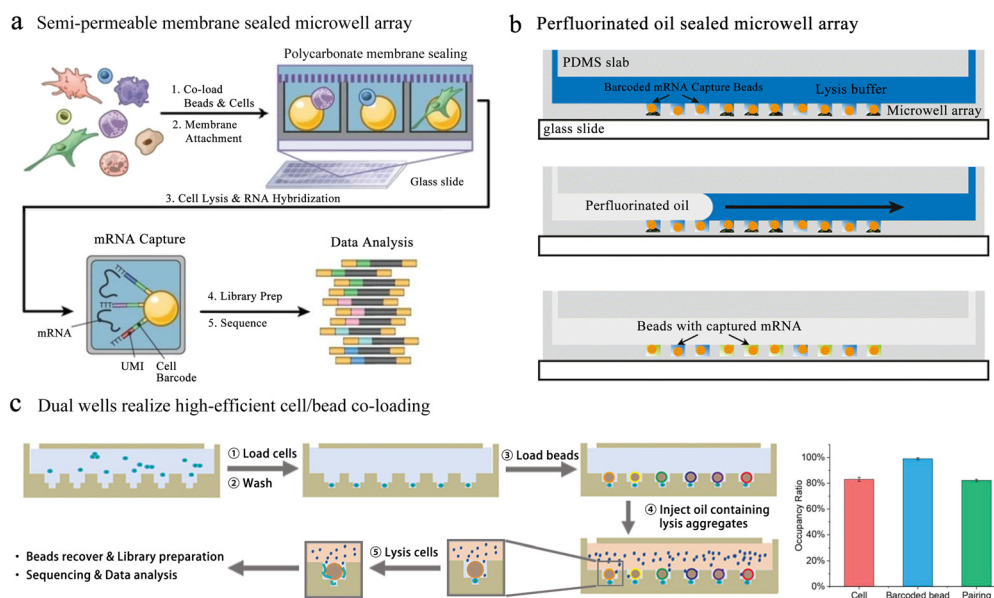 a Semi-permeable membrane sealed microwell array
Polycarbonate membrane sealing
1. Co-load
Beads & Cells
2. Membrane
Attachment
Glass slide
3. Cell Lysis & RNA Hybridization
mRNA Capture
TTT
TTT
TTT
mRNA
UMI
Cell
Barcode
4. Library Prep
5. Sequence
Data Analysis
b Perfluorinated oil sealed microwell array
PDMS slab
Barcoded mRNA Capture Beads
Lysis buffer
Microwell array
glass slide
Perfluorinated oil
Beads with captured mRNA
c Dual wells realize high-efficient cell/bead co-loading
① Load cells
② Wash
③ Load beads
④ Inject oil containing
lysis aggregates
⑤ Lysis cells
• Beads recover & Library preparation
• Sequencing & Data analysis
Occupancy Ratio
100%
80%
60%
40%
20%
0%
Cell
Barcoded bead
Pairing